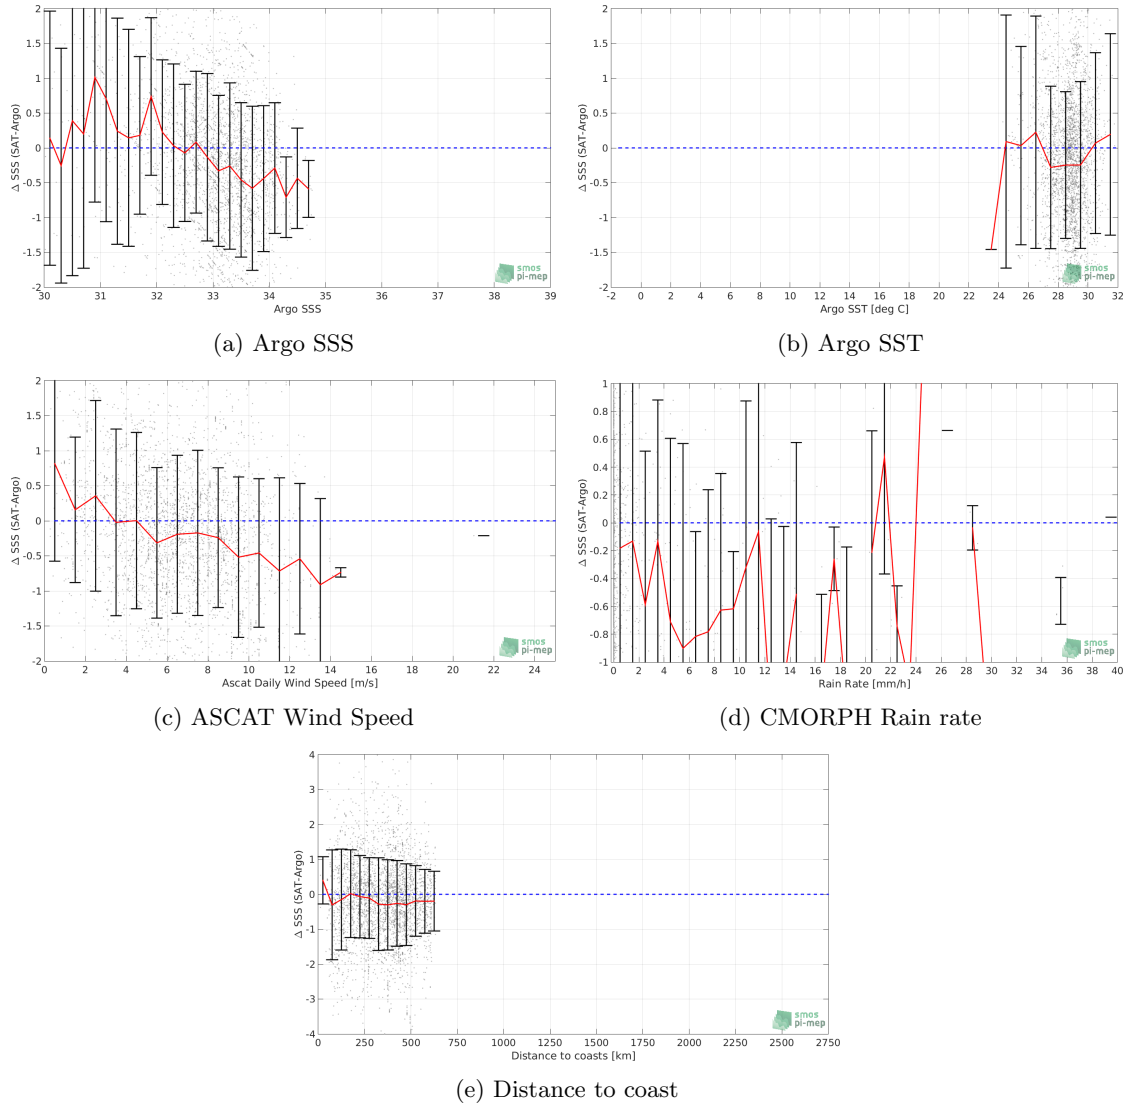 2
1.5
1
0.5
0
-0.5
-1
-1.5
-2
Δ SSS (SAT-Argo)
30 31 32 33 34 35 36 37 38 39
Argo SSS
smos
pi-mep
(a) Argo SSS
2
1.5
1
0.5
0
-0.5
-1
-1.5
-2
Δ SSS (SAT-Argo)
-2 0 2 4 6 8 10 12 14 16 18 20 22 24 26 28 30 32
Argo SST [deg C]
smos
pi-mep
(b) Argo SST
2
1.5
1
0.5
0
-0.5
-1
-1.5
-2
Δ SSS (SAT-Argo)
0 2 4 6 8 10 12 14 16 18 20 22 24
Ascat Daily Wind Speed [m/s]
smos
pi-mep
(c) ASCAT Wind Speed
1
0.8
0.6
0.4
0.2
0
-0.2
-0.4
-0.6
-0.8
-1
Δ SSS (SAT-Argo)
0 2 4 6 8 10 12 14 16 18 20 22 24 26 28 30 32 34 36 38 40
Rain Rate [mm/h]
smos
pi-mep
(d) CMORPH Rain rate
4
3
2
1
0
-1
-2
-3
-4
Δ SSS (SAT-Argo)
0 250 500 750 1000 1250 1500 1750 2000 2250 2500 2750
Distance to coasts [km]
smos
pi-mep
(e) Distance to coast